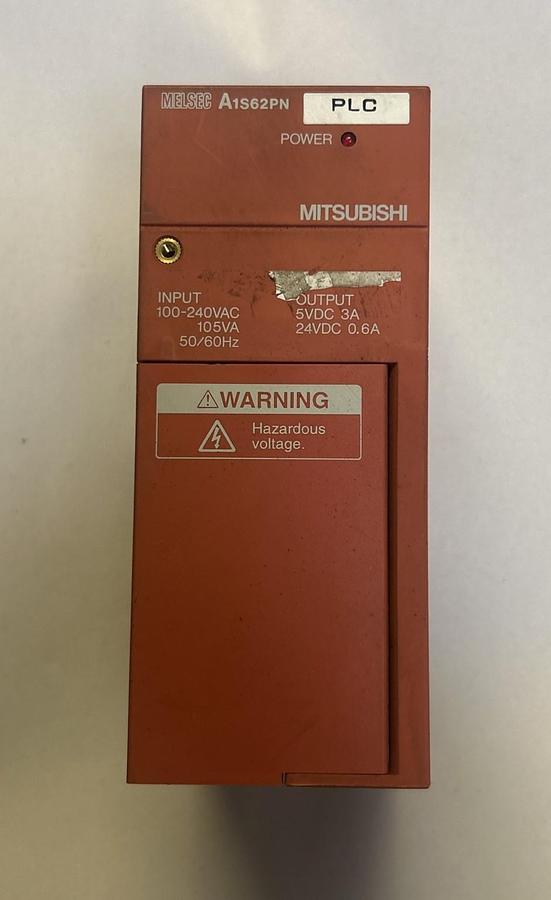 MELSEC A1S62PN PLC
POWER
MITSUBISHI
INPUT
100-240VAC
105VA
50/60Hz
OUTPUT
5VDC 3A
24VDC 0.6A
WARNING
Hazardous
voltage.